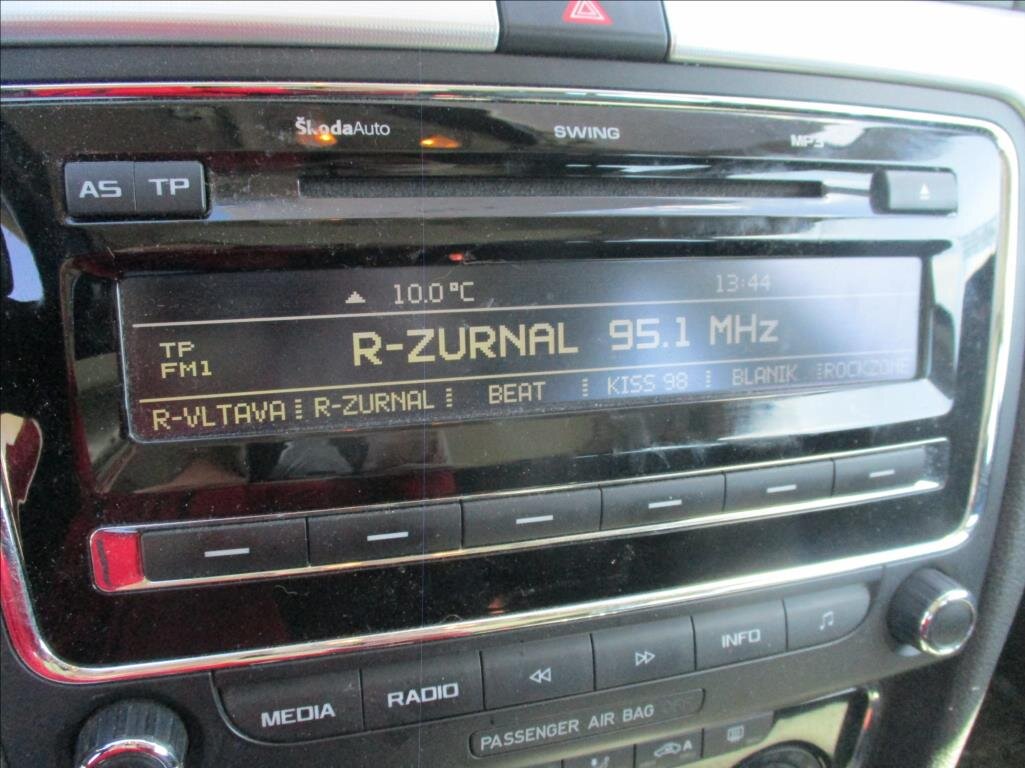 ŠkodaAuto SWING MP3
AS TP
10.0°C 13:44
TP
FM1
R-ZURNAL 95.1 MHz
R-VLTAVA R-ZURNAL BEAT KISS 98 BLANIK ROCKZONE
MEDIA RADIO INFO
PASSENGER AIR BAG OFF
A